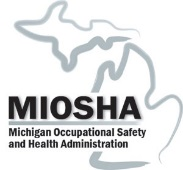 MIOSHA
Michigan Occupational Safety
and Health Administration